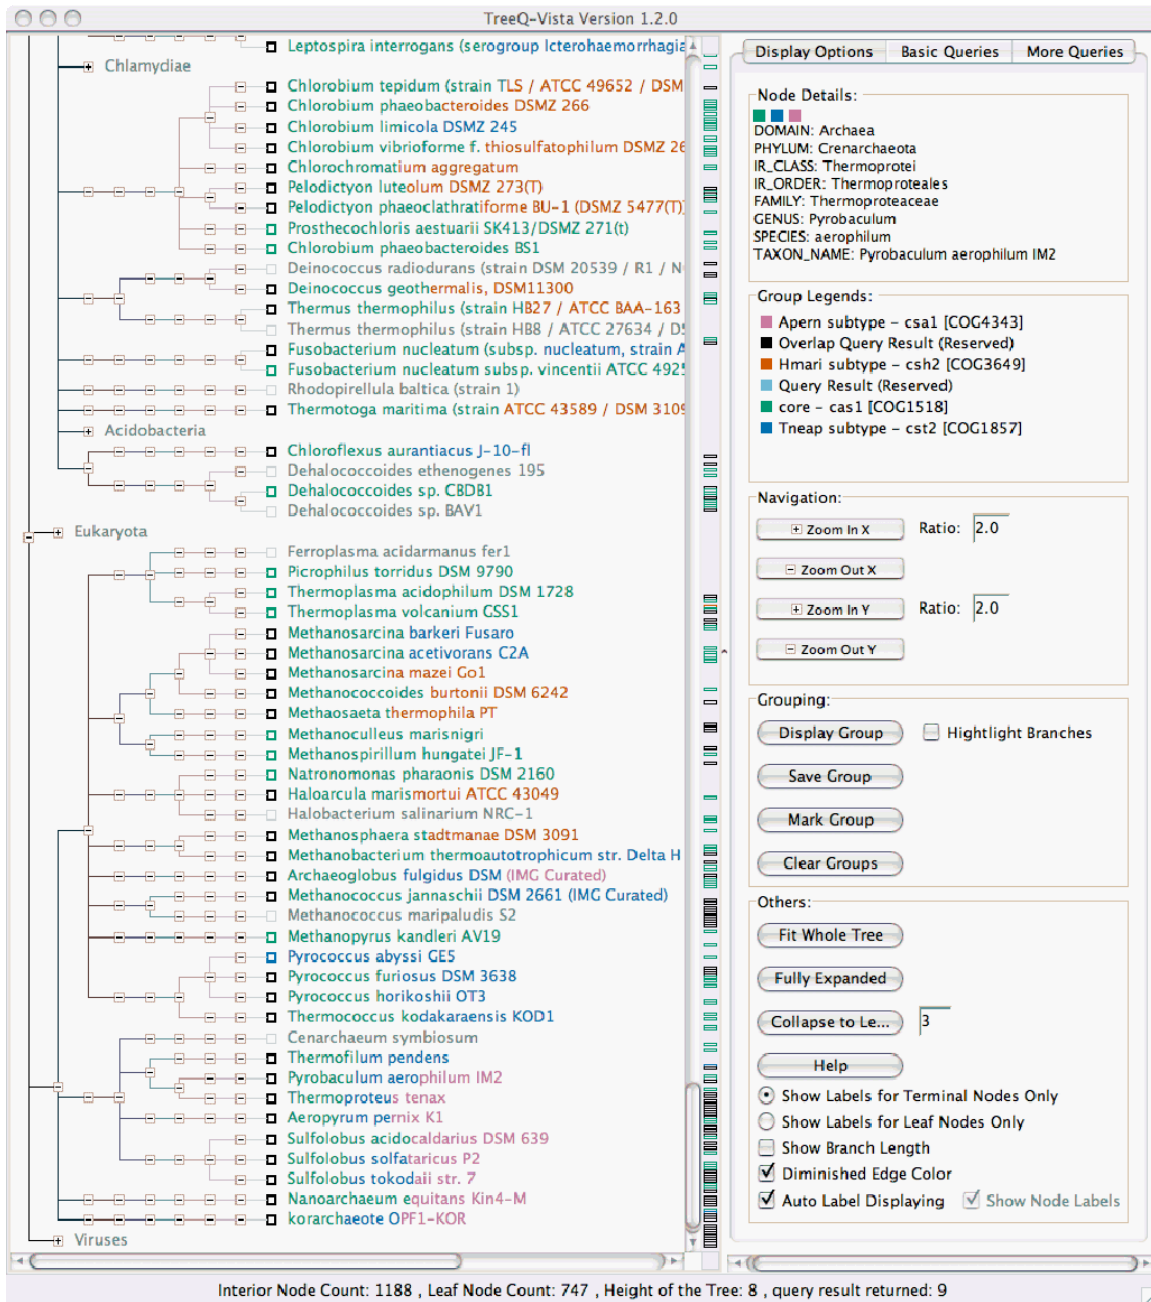 TreeQ-Vista Version 1.2.0
Leptospira interrogans (serogroup Icterohaemorrhagia
Chlamydiae
Chlorobium tepidum (strain TLS / ATCC 49652 / DSM
Chlorobium phaeobacteroides DSMZ 266
Chlorobium limicola DSMZ 245
Chlorobium vibrioforme f. thiosulfatophilum DSMZ 26
Chlorochromatium aggregatum
Pelodictyon luteolum DSMZ 273(T)
Pelodictyon phaeoclathratiforme BU-1 (DSMZ 5477(T))
Prosthecochloris aestuarii SK413/DSMZ 271(t)
Chlorobium phaeobacteroides BS1
Deinococcus radiodurans (strain DSM 20539 / R1 / N
Deinococcus geothermalis, DSM11300
Thermus thermophilus (strain HB27 / ATCC BAA-163
Thermus thermophilus (strain HB8 / ATCC 27634 / DS
Fusobacterium nucleatum (subsp. nucleatum, strain A
Fusobacterium nucleatum subsp. vincentii ATCC 4925
Rhodopirellula baltica (strain 1)
Thermotoga maritima (strain ATCC 43589 / DSM 3109
Acidobacteria
Chloroflexus aurantiacus J-10-fl
Dehalococcoides ethenogenes 195
Dehalococcoides sp. CBDB1
Dehalococcoides sp. BAV1
Eukaryota
Ferroplasma acidarmanus fer1
Picrophilus torridus DSM 9790
Thermoplasma acidophilum DSM 1728
Thermoplasma volcanium GSS1
Methanosarcina barkeri Fusaro
Methanosarcina acetivorans C2A
Methanosarcina mazei Go1
Methanococcoides burtonii DSM 6242
Methaosaeta thermophila PT
Methanoculleus marisnigri
Methanospirillum hungatei JF-1
Natronomonas pharaonis DSM 2160
Haloarcula marismortui ATCC 43049
Halobacterium salinarium NRC-1
Methanosphaera stadtmanae DSM 3091
Methanobacterium thermoautotrophicum str. Delta H
Archaeoglobus fulgidus DSM (IMG Curated)
Methanococcus jannaschii DSM 2661 (IMG Curated)
Methanococcus maripaludis S2
Methanopyrus kandleri AV19
Pyrococcus abyssi GE5
Pyrococcus furiosus DSM 3638
Pyrococcus horikoshii OT3
Thermococcus kodakaraensis KOD1
Cenarchaeum symbiosum
Thermofilum pendens
Pyrobaculum aerophilum IM2
Thermoproteus tenax
Aeropyrum pernix K1
Sulfolobus acidocaldarius DSM 639
Sulfolobus solfataricus P2
Sulfolobus tokodaii str. 7
Nanoarchaeum equitans Kin4-M
korarchaeote OPF1-KOR
Viruses
Display Options Basic Queries More Queries
Node Details:
DOMAIN: Archaea
PHYLUM: Crenarchaeota
IR_CLASS: Thermoprotei
IR_ORDER: Thermoproteales
FAMILY: Thermoproteaceae
GENUS: Pyrobaculum
SPECIES: aerophilum
TAXON_NAME: Pyrobaculum aerophilum IM2
Group Legends:
Apern subtype - csa1 [COG4343]
Overlap Query Result (Reserved)
Hmari subtype - csh2 [COG3649]
Query Result (Reserved)
core - cas1 [COG1518]
Tneap subtype - cst2 [COG1857]
Navigation:
Zoom In X Ratio: 2.0
Zoom Out X
Zoom In Y Ratio: 2.0
Zoom Out Y
Grouping:
Display Group Hightlight Branches
Save Group
Mark Group
Clear Groups
Others:
Fit Whole Tree
Fully Expanded
Collapse to Le... 3
Help
Show Labels for Terminal Nodes Only
Show Labels for Leaf Nodes Only
Show Branch Length
Diminished Edge Color
Auto Label Displaying Show Node Labels
Interior Node Count: 1188 , Leaf Node Count: 747 , Height of the Tree: 8 , query result returned: 9